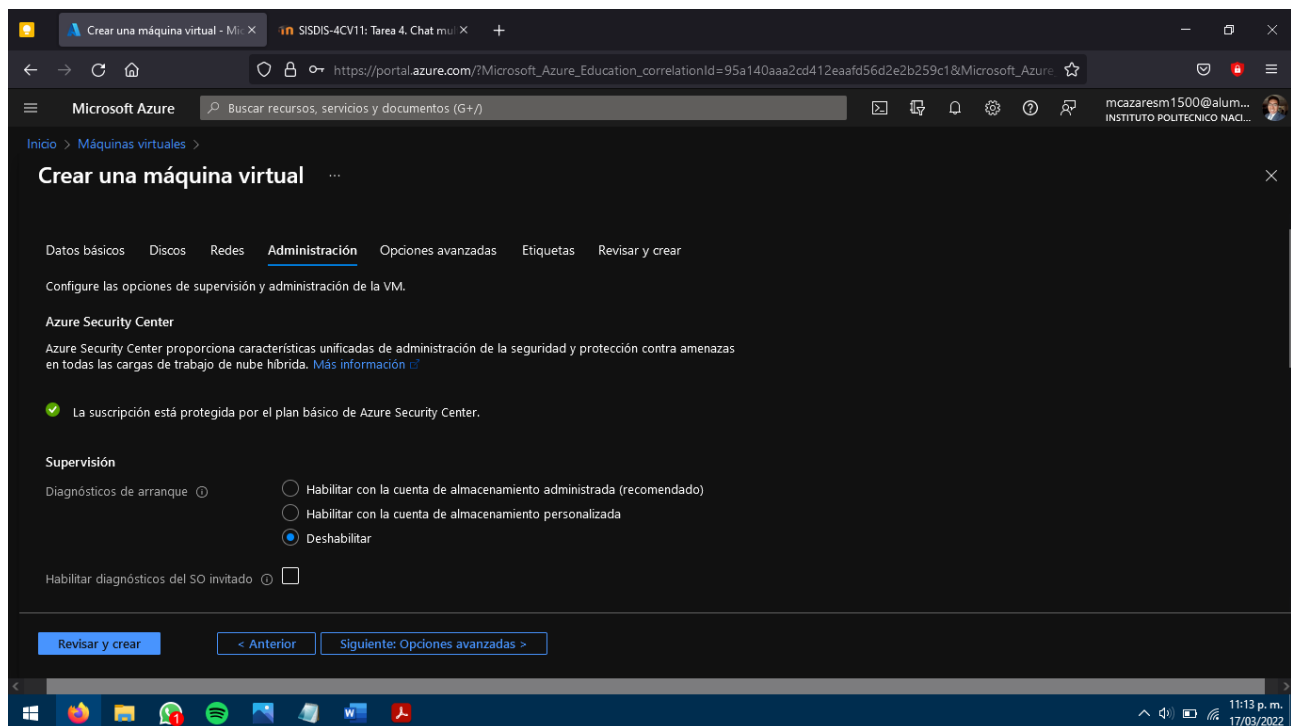 Crear una máquina virtual - Mic
SISDIS-4CV11: Tarea 4. Chat mul
https://portal.azure.com/?Microsoft_Azure_Education_correlationId=95a140aaa2cd412eaafd56d2e2b259c1&Microsoft_Azure
Microsoft Azure
Buscar recursos, servicios y documentos (G+/)
mcazaresm1500@alum...
INSTITUTO POLITECNICO NACI...
Inicio > Máquinas virtuales >
Crear una máquina virtual ...
Datos básicos Discos Redes Administración Opciones avanzadas Etiquetas Revisar y crear
Configure las opciones de supervisión y administración de la VM.
Azure Security Center
Azure Security Center proporciona características unificadas de administración de la seguridad y protección contra amenazas
en todas las cargas de trabajo de nube híbrida. Más información
La suscripción está protegida por el plan básico de Azure Security Center.
Supervisión
Diagnósticos de arranque
Habilitar con la cuenta de almacenamiento administrada (recomendado)
Habilitar con la cuenta de almacenamiento personalizada
Deshabilitar
Habilitar diagnósticos del SO invitado
Revisar y crear
< Anterior
Siguiente: Opciones avanzadas >
11:13 p. m.
17/03/2022